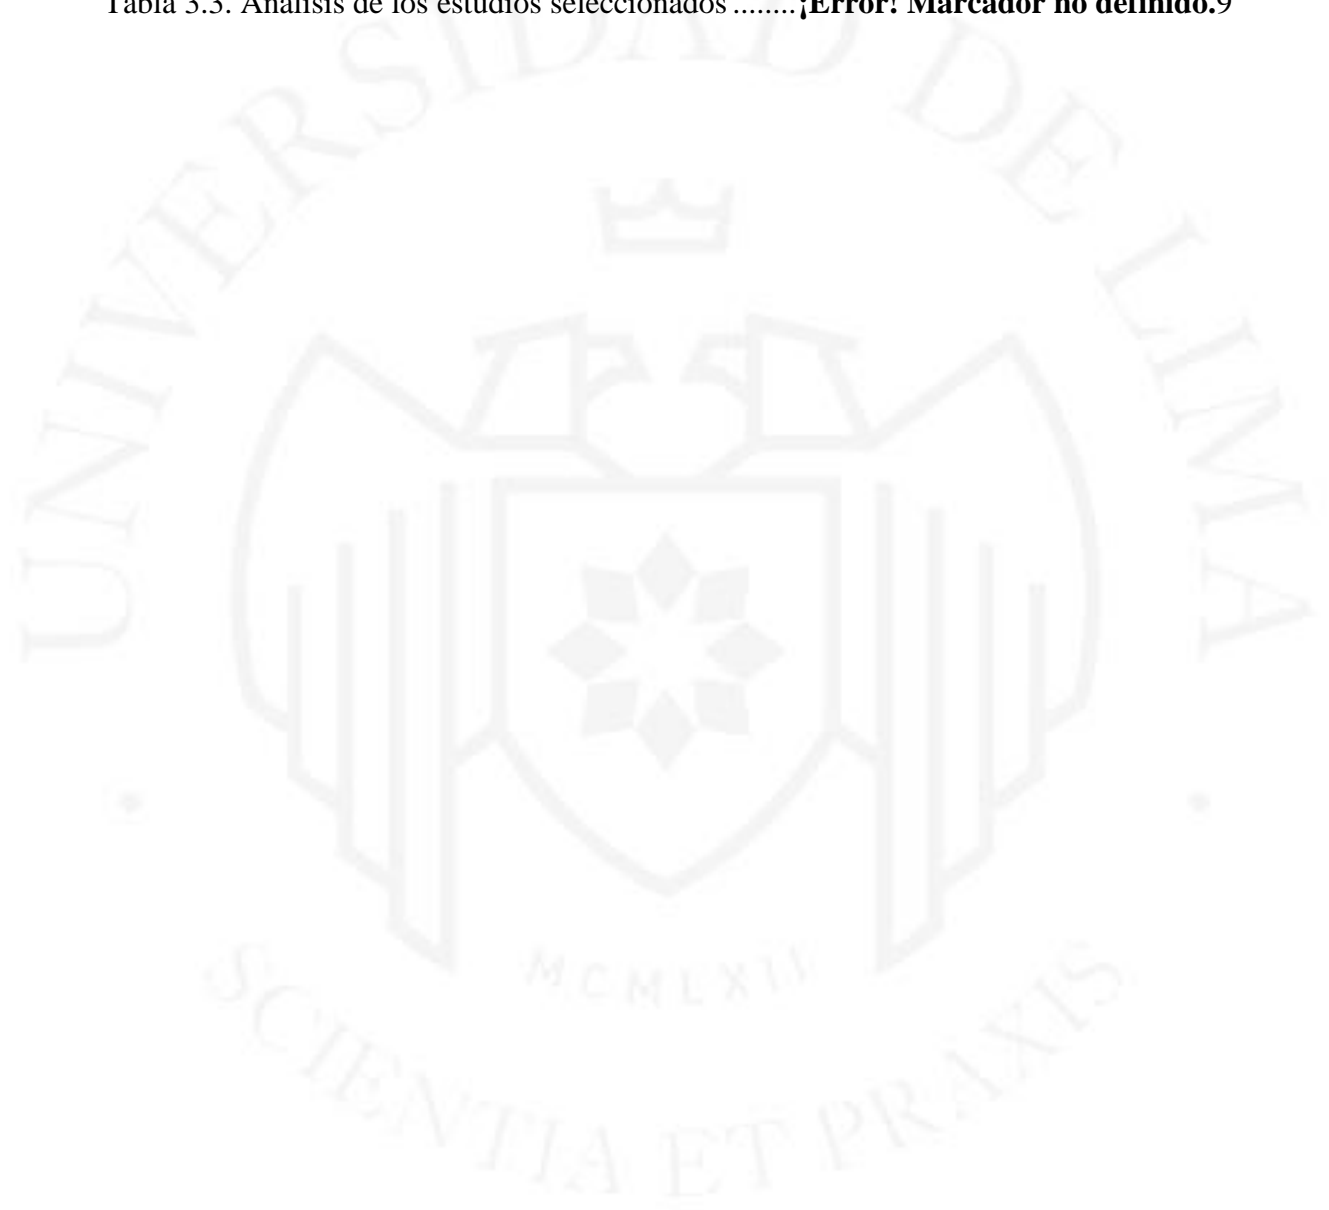 Tabla 3.3. Análisis de los estudios seleccionados ........¡Error! Marcador no definido.9
UNIVERSIDAD DE LIMA
MCMLXII
SCIENTIA ET PRAXIS